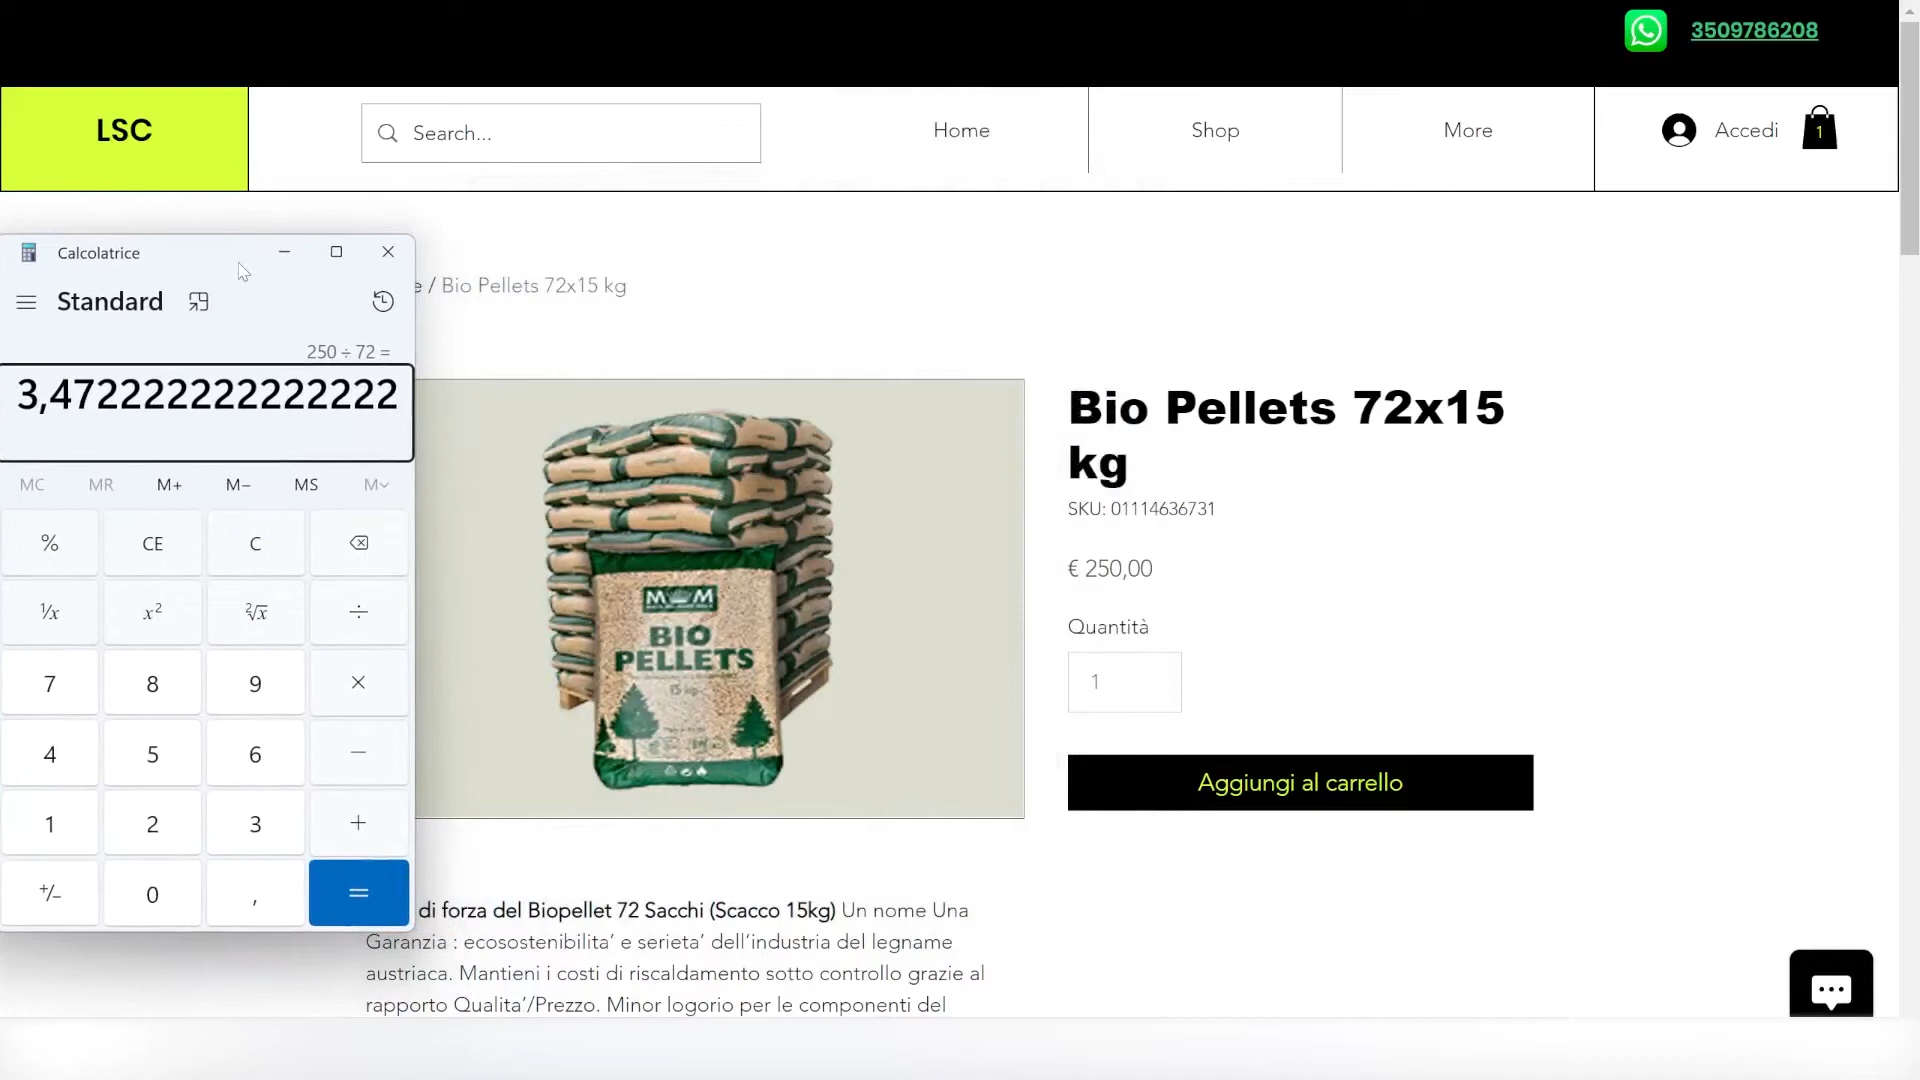 3509786208
LSC
Search...
Home
Shop
More
Accedi
1
Calcolatrice
Standard
250 ÷ 72 =
3,472222222222222
MC MR M+ M− MS M
% CE C
¹/x x² ²√x ÷
7 8 9 ×
4 5 6 −
1 2 3 +
+/− 0 , =
e / Bio Pellets 72x15 kg
BIO
PELLETS
15 kg
Bio Pellets 72x15
kg
SKU: 01114636731
€ 250,00
Quantità
1
Aggiungi al carrello
di forza del Biopellet 72 Sacchi (Scacco 15kg) Un nome Una
Garanzia : ecosostenibilita’ e serieta’ dell’industria del legname
austriaca. Mantieni i costi di riscaldamento sotto controllo grazie al
rapporto Qualita’/Prezzo. Minor logorio per le componenti del